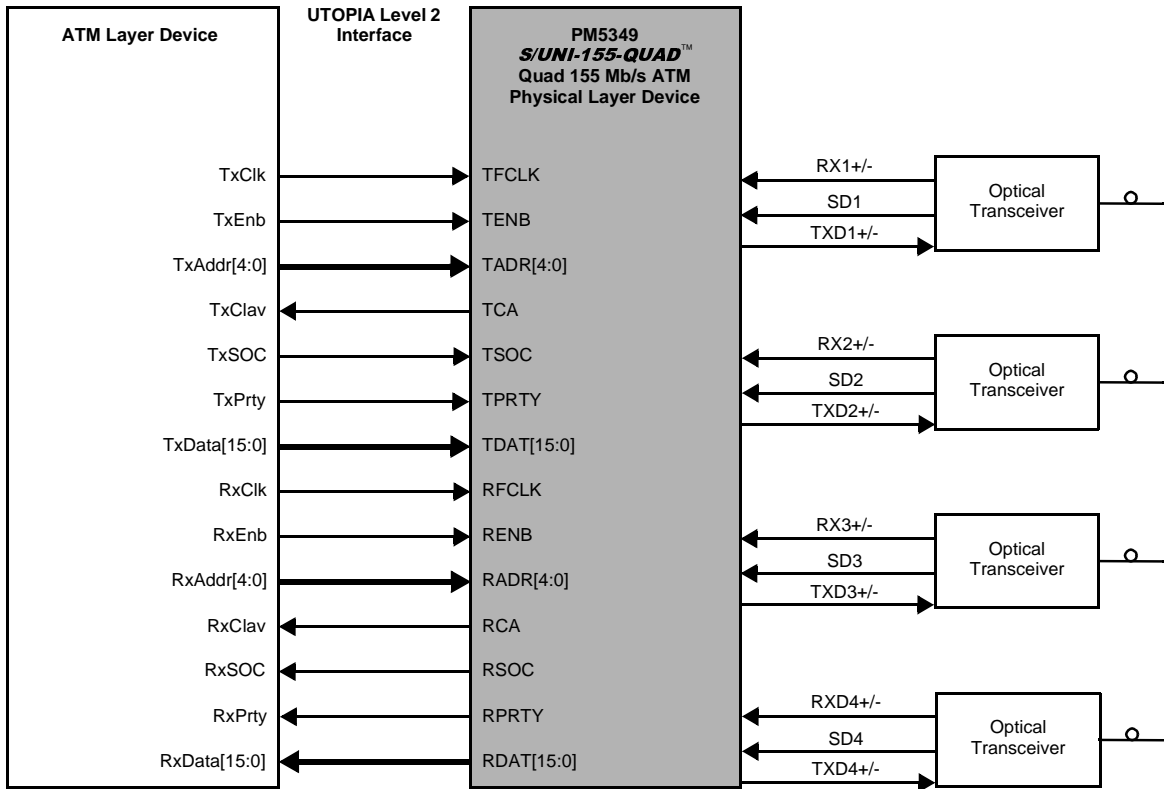 ATM Layer Device
UTOPIA Level 2
Interface
PM5349
S/UNI-155-QUAD™
Quad 155 Mb/s ATM
Physical Layer Device
TxClk
TxEnb
TxAddr[4:0]
TxClav
TxSOC
TxPrty
TxData[15:0]
RxClk
RxEnb
RxAddr[4:0]
RxClav
RxSOC
RxPrty
RxData[15:0]
TFCLK
TENB
TADR[4:0]
TCA
TSOC
TPRTY
TDAT[15:0]
RFCLK
RENB
RADR[4:0]
RCA
RSOC
RPRTY
RDAT[15:0]
RX1+/-
SD1
TXD1+/-
Optical
Transceiver
RX2+/-
SD2
TXD2+/-
Optical
Transceiver
RX3+/-
SD3
TXD3+/-
Optical
Transceiver
RXD4+/-
SD4
TXD4+/-
Optical
Transceiver